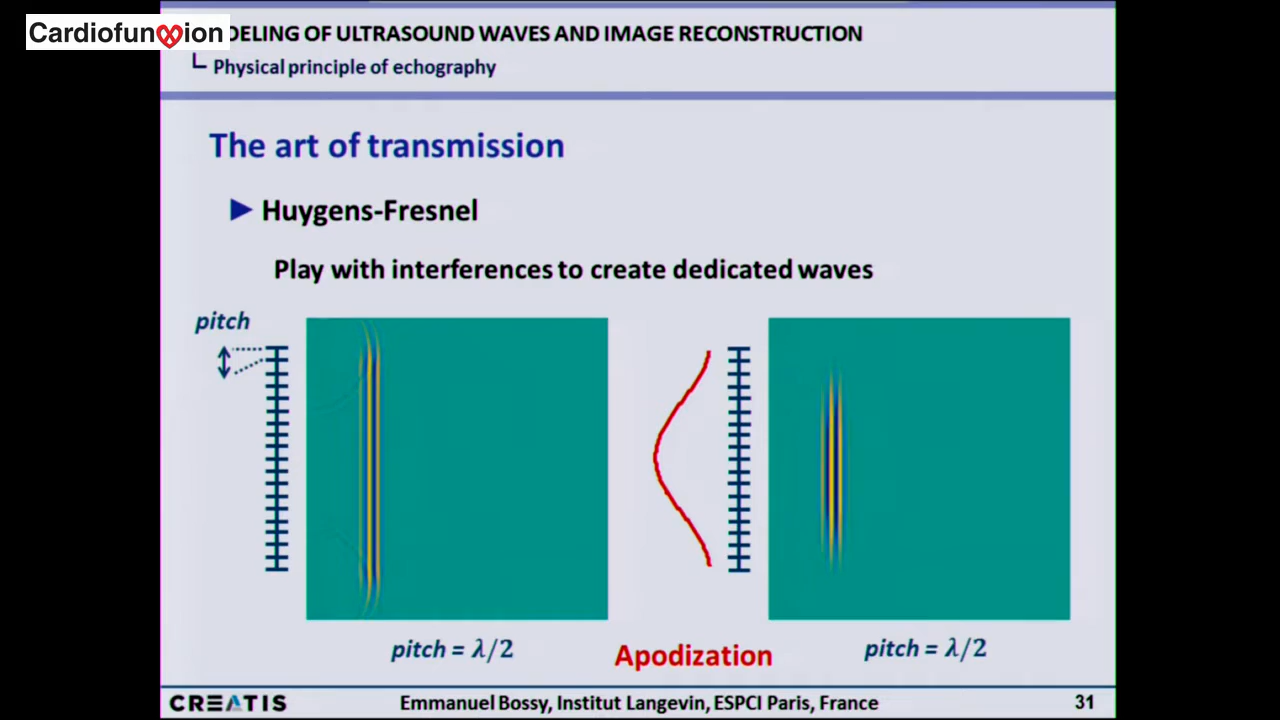 Cardiofunxion
DELING OF ULTRASOUND WAVES AND IMAGE RECONSTRUCTION
Physical principle of echography
The art of transmission
Huygens-Fresnel
Play with interferences to create dedicated waves
pitch
pitch = λ/2
Apodization
pitch = λ/2
CREATIS
Emmanuel Bossy, Institut Langevin, ESPCI Paris, France
31